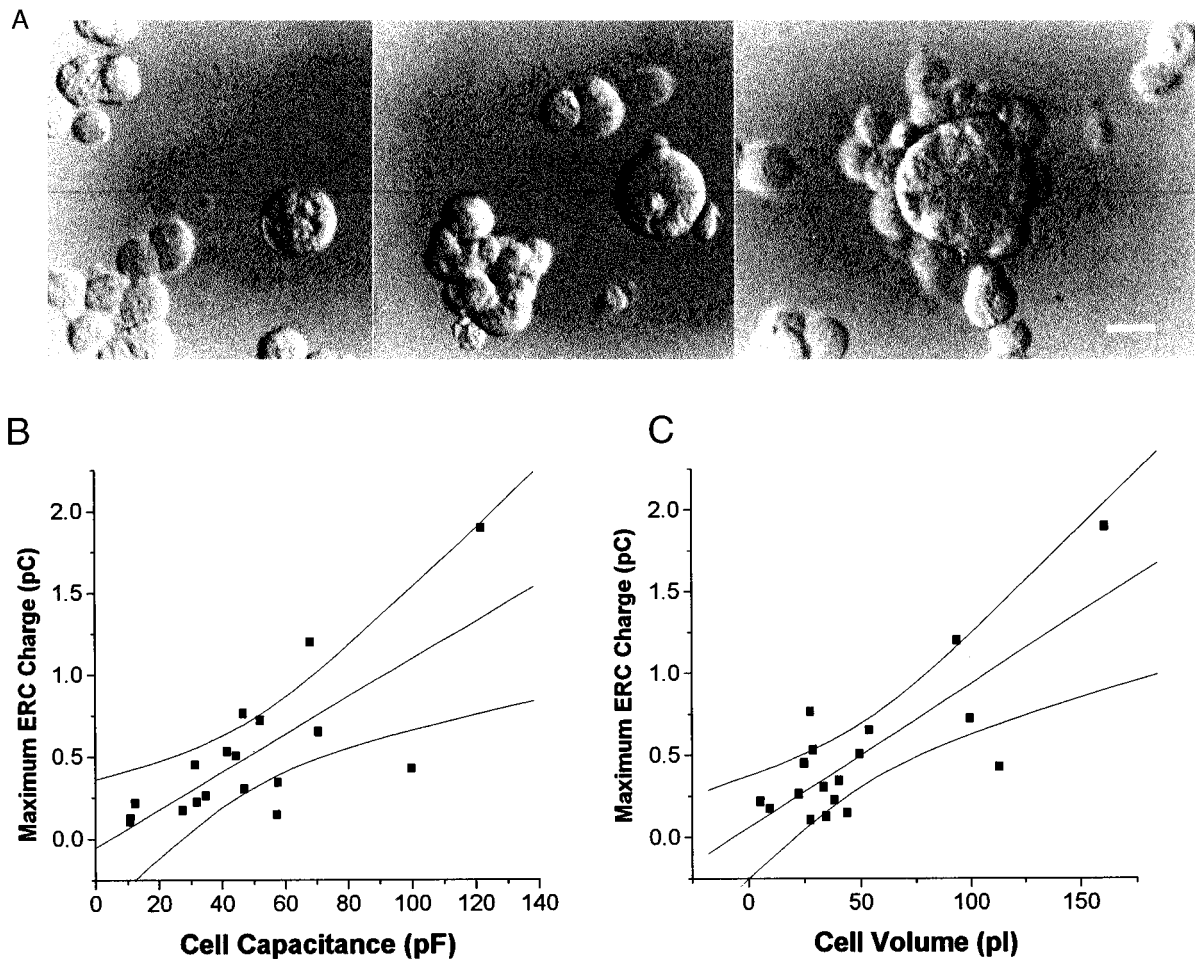 A
B
C
Maximum ERC Charge (pC)
2.0
1.5
1.0
0.5
0.0
0 20 40 60 80 100 120 140
Cell Capacitance (pF)
Maximum ERC Charge (pC)
2.0
1.5
1.0
0.5
0.0
0 50 100 150
Cell Volume (pl)